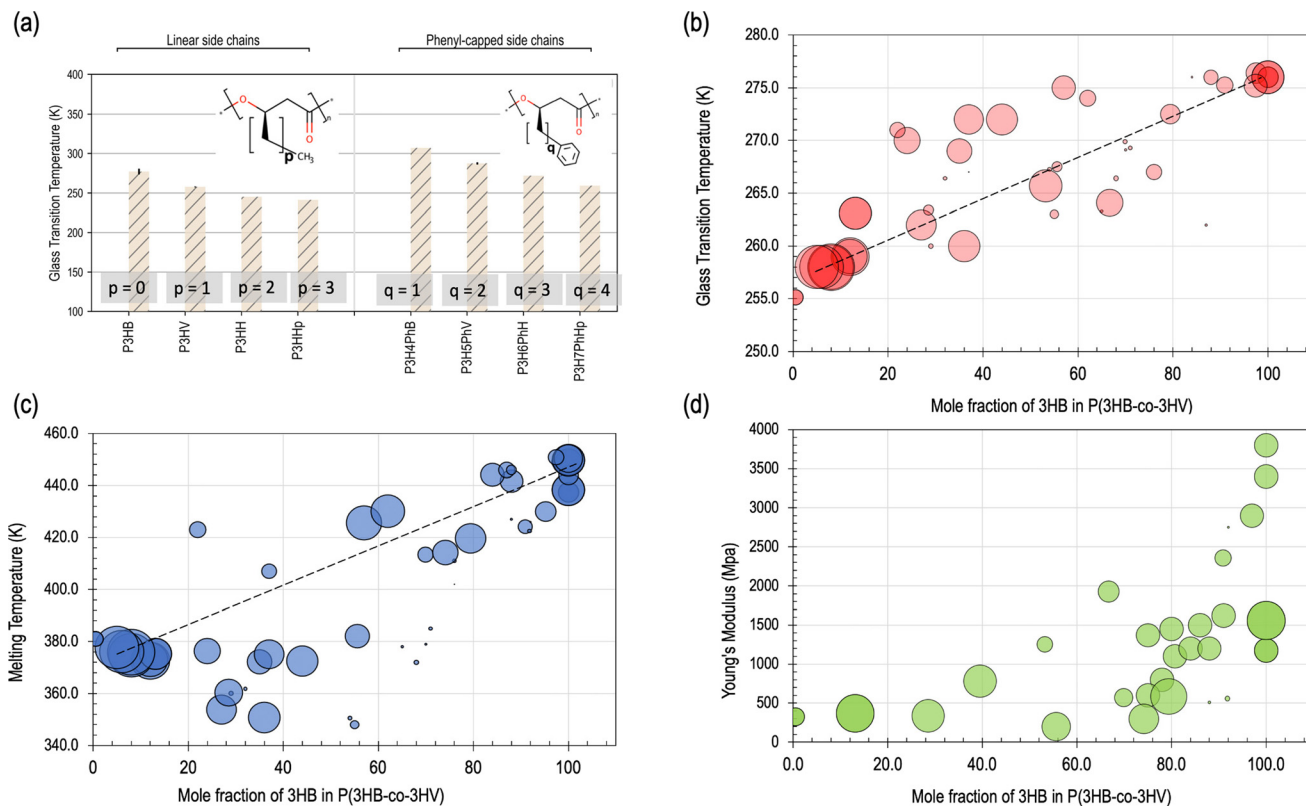 (a)
Linear side chains
Phenyl-capped side chains
Glass Transition Temperature (K)
400
350
300
250
200
150
100
O
O
n
p
CH3
O
O
n
q
p = 0
p = 1
p = 2
p = 3
q = 1
q = 2
q = 3
q = 4
P3HB
P3HV
P3HH
P3HHp
P3H4PhB
P3H5PhV
P3H6PhH
P3H7PhHp
(b)
Glass Transition Temperature (K)
280.0
275.0
270.0
265.0
260.0
255.0
250.0
0 20 40 60 80 100
Mole fraction of 3HB in P(3HB-co-3HV)
(c)
Melting Temperature (K)
460.0
440.0
420.0
400.0
380.0
360.0
340.0
0 20 40 60 80 100
Mole fraction of 3HB in P(3HB-co-3HV)
(d)
Young's Modulus (Mpa)
4000
3500
3000
2500
2000
1500
1000
500
0
0.0 20.0 40.0 60.0 80.0 100.0
Mole fraction of 3HB in P(3HB-co-3HV)